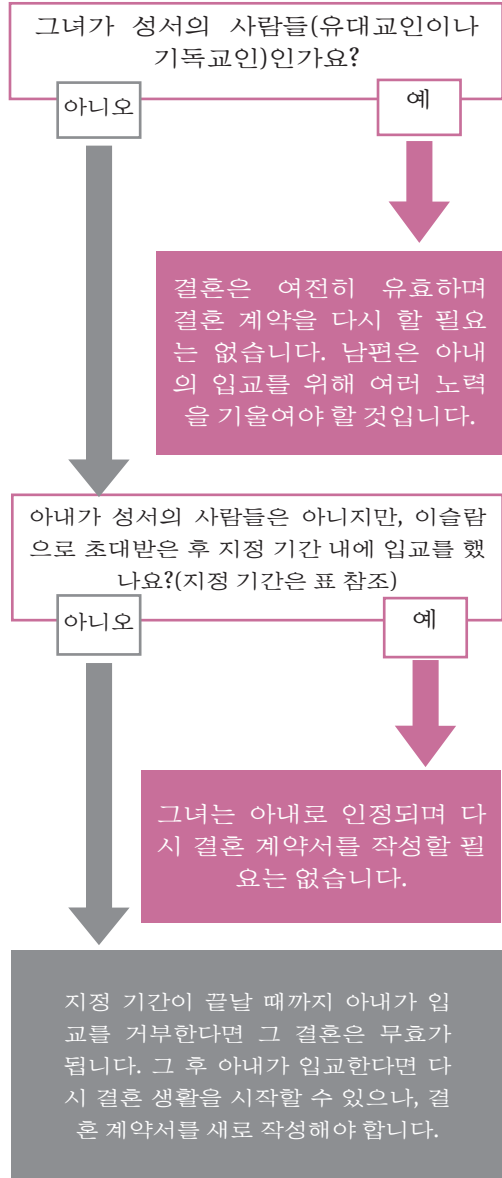 그녀가 성서의 사람들(유대교인이나
기독교인)인가요?
아니오
예
결혼은 여전히 유효하며
결혼 계약을 다시 할 필요
는 없습니다. 남편은 아내
의 입교를 위해 여러 노력
을 기울여야 할 것입니다.
아내가 성서의 사람들은 아니지만, 이슬람
으로 초대받은 후 지정 기간 내에 입교를 했
나요?(지정 기간은 표 참조)
아니오
예
그녀는 아내로 인정되며 다
시 결혼 계약서를 작성할 필
요는 없습니다.
지정 기간이 끝날 때까지 아내가 입
교를 거부한다면 그 결혼은 무효가
됩니다. 그 후 아내가 입교한다면 다
시 결혼 생활을 시작할 수 있으나, 결
혼 계약서를 새로 작성해야 합니다.